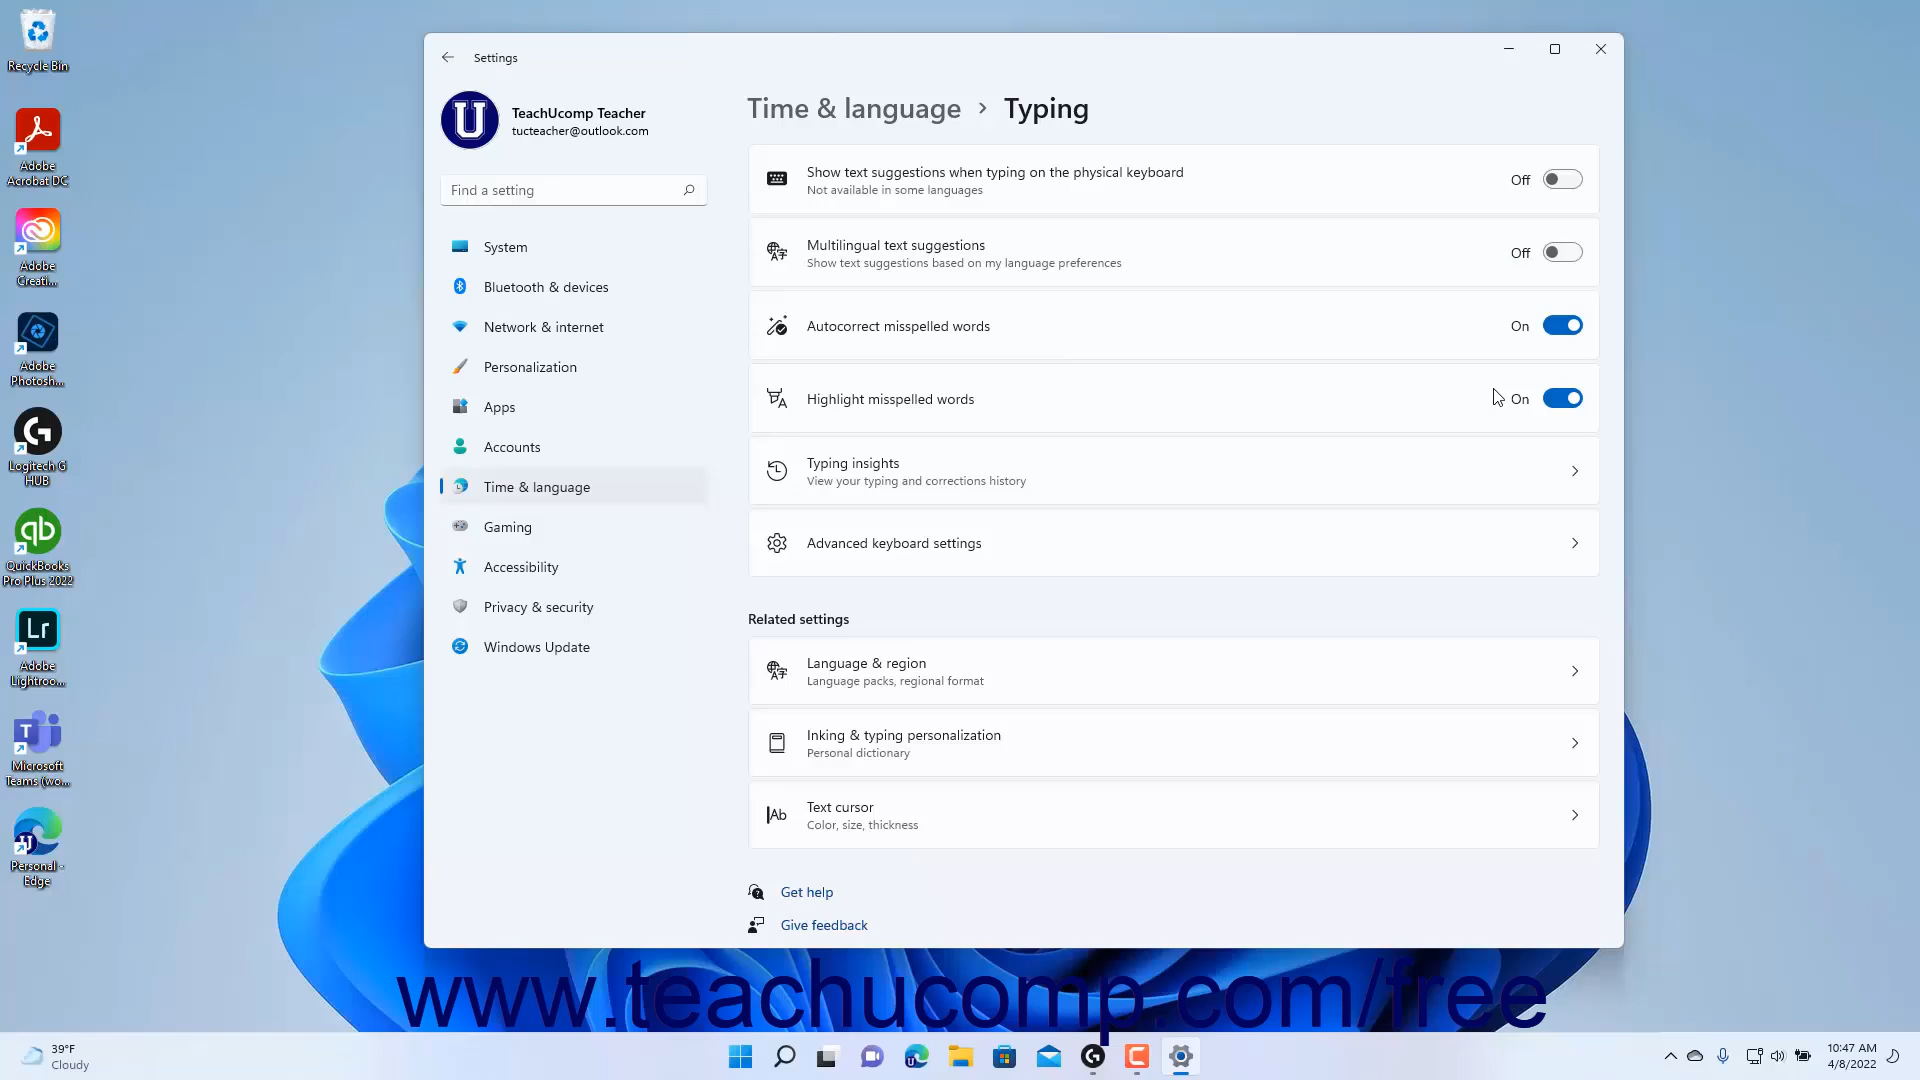 Recycle Bin
Adobe
Acrobat DC
Adobe
Creati...
Adobe
Photosh...
Logitech G
HUB
QuickBooks
Pro Plus 2022
Adobe
Lightroo...
Microsoft
Teams (wo...
Personal -
Edge
Settings
TeachUcomp Teacher
tucteacher@outlook.com
Find a setting
System
Bluetooth & devices
Network & internet
Personalization
Apps
Accounts
Time & language
Gaming
Accessibility
Privacy & security
Windows Update
Time & language > Typing
Show text suggestions when typing on the physical keyboard
Not available in some languages
Off
Multilingual text suggestions
Show text suggestions based on my language preferences
Off
Autocorrect misspelled words
On
Highlight misspelled words
On
Typing insights
View your typing and corrections history
Advanced keyboard settings
Related settings
Language & region
Language packs, regional format
Inking & typing personalization
Personal dictionary
Text cursor
Color, size, thickness
Get help
Give feedback
www.teachucomp.com/free
39°F
Cloudy
10:47 AM
4/8/2022